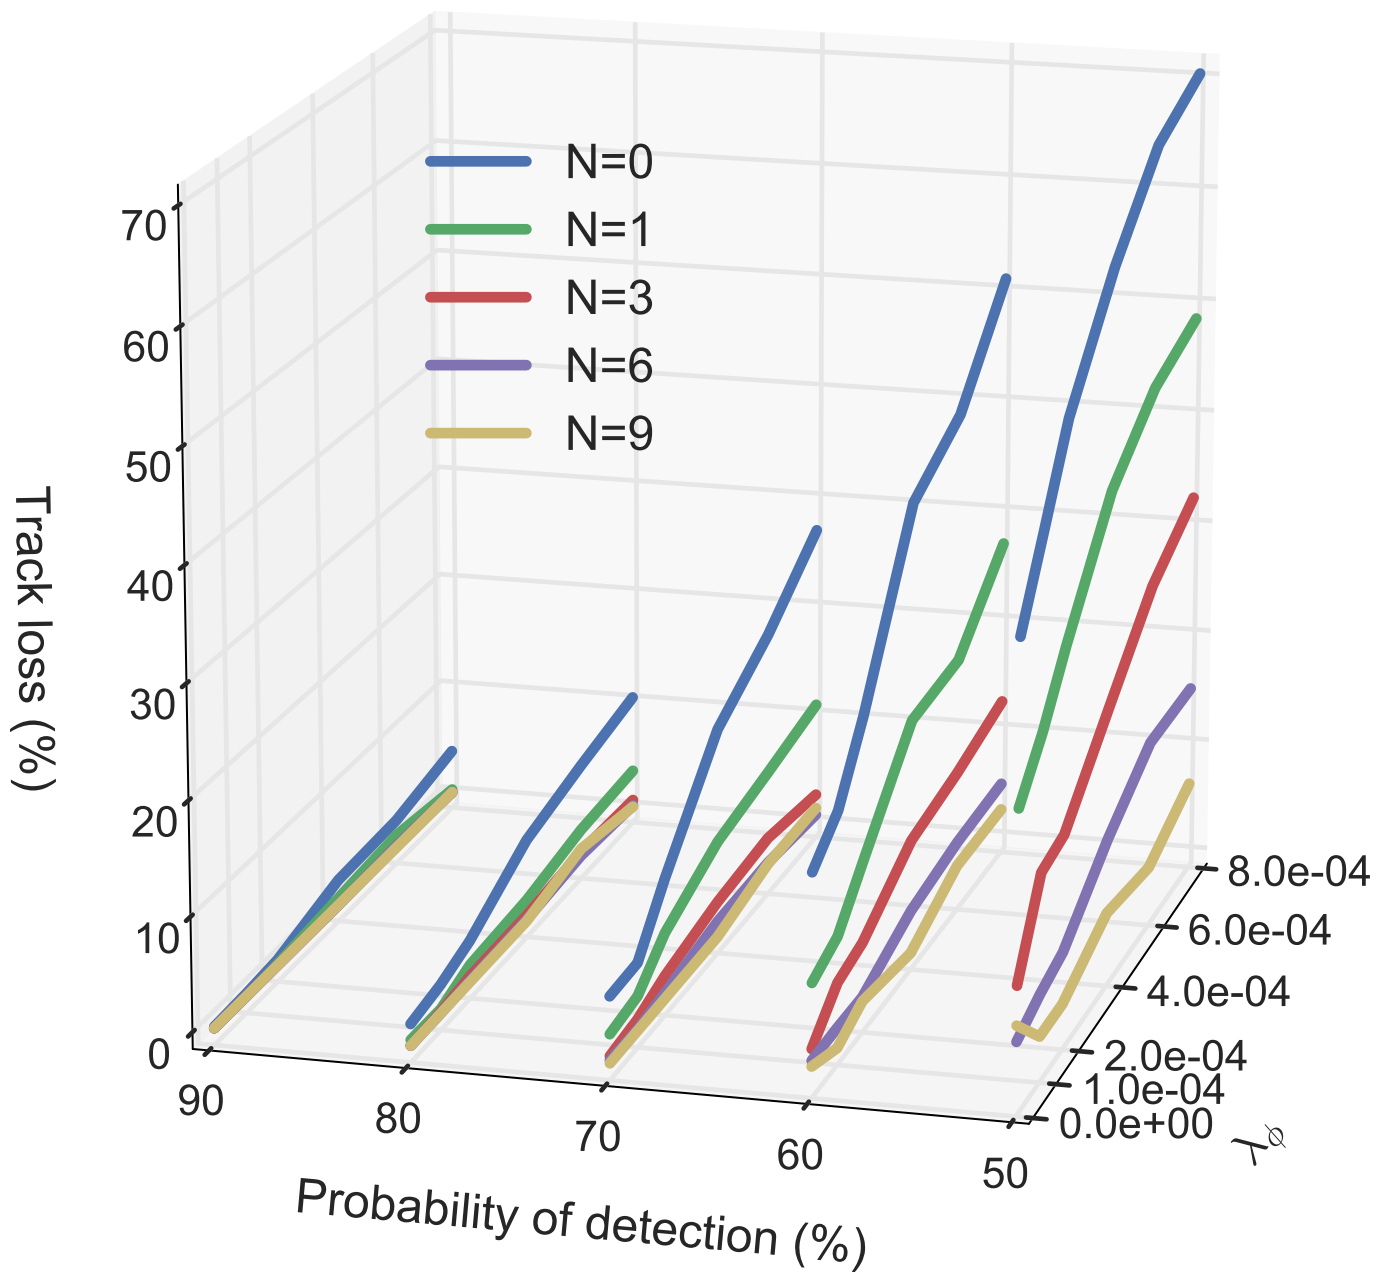 N=0
N=1
N=3
N=6
N=9
70
60
50
40
30
20
10
0
Track loss (%)
90
80
70
60
50
Probability of detection (%)
8.0e-04
6.0e-04
4.0e-04
2.0e-04
1.0e-04
0.0e+00
λϕ